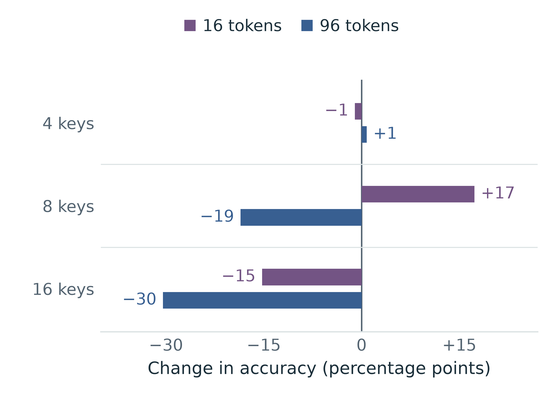 16 tokens 96 tokens
4 keys
−1
+1
8 keys
+17
−19
16 keys
−15
−30
−30 −15 0 +15
Change in accuracy (percentage points)